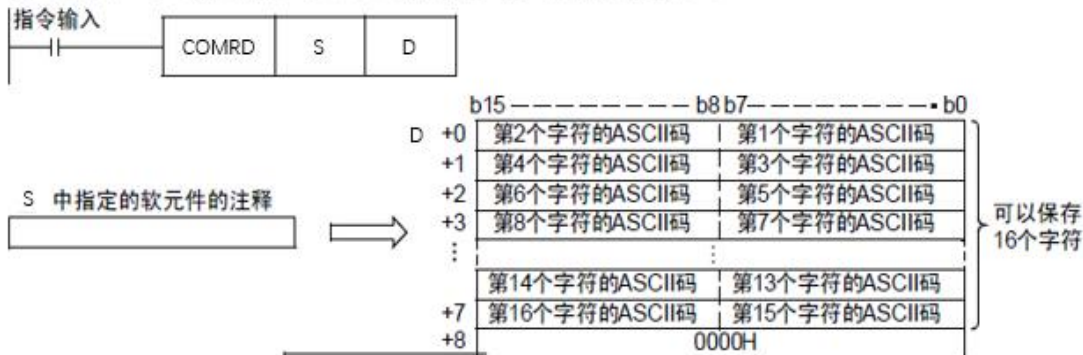 指令输入
COMRD S D
b15 b8 b7 b0
D +0 第2个字符的ASCII码 第1个字符的ASCII码
+1 第4个字符的ASCII码 第3个字符的ASCII码
+2 第6个字符的ASCII码 第5个字符的ASCII码
S 中指定的软元件的注释
+3 第8个字符的ASCII码 第7个字符的ASCII码
可以保存
16个字符
第14个字符的ASCII码 第13个字符的ASCII码
+7 第16个字符的ASCII码 第15个字符的ASCII码
+8 0000H